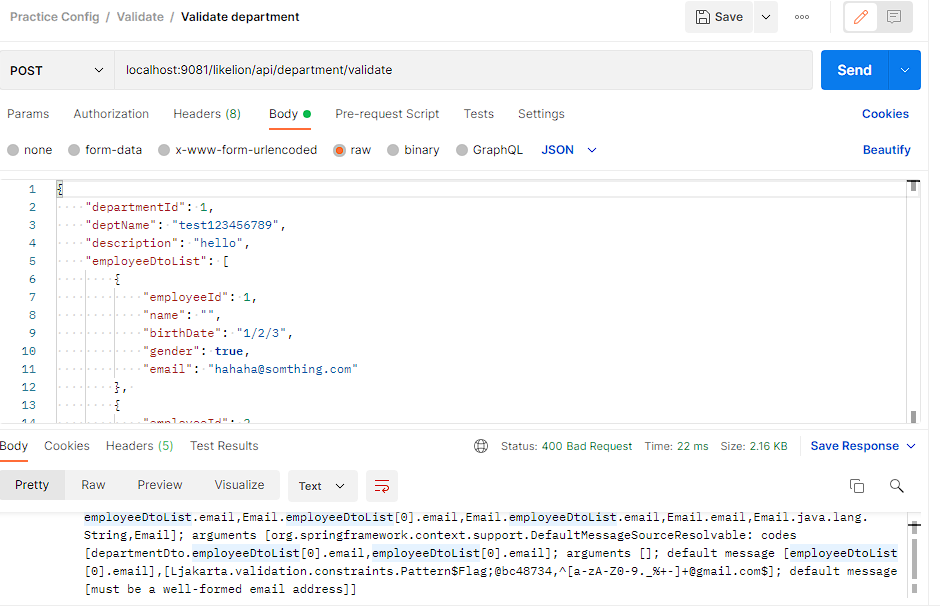 Practice Config / Validate / Validate department
Save
POST
localhost:9081/likelion/api/department/validate
Send
Params Authorization Headers (8) Body Pre-request Script Tests Settings Cookies
none form-data x-www-form-urlencoded raw binary GraphQL JSON Beautify
1 {
2 "departmentId": 1,
3 "deptName": "test123456789",
4 "description": "hello",
5 "employeeDtoList": [
6 {
7 "employeeId": 1,
8 "name": "",
9 "birthDate": "1/2/3",
10 "gender": true,
11 "email": "hahaha@somthing.com"
12 },
13 {
14 "employeeId": 2
Body Cookies Headers (5) Test Results Status: 400 Bad Request Time: 22 ms Size: 2.16 KB Save Response
Pretty Raw Preview Visualize Text
employeeDtoList.email,Email.employeeDtoList[0].email,Email.employeeDtoList.email,Email.email,Email.java.lang.
String,Email]; arguments [org.springframework.context.support.DefaultMessageSourceResolvable: codes
[departmentDto.employeeDtoList[0].email,employeeDtoList[0].email]; arguments []; default message [employeeDtoList
[0].email],[Ljakarta.validation.constraints.Pattern$Flag;@bc48734,^[a-zA-Z0-9._%+-]+@gmail.com$]; default message
[must be a well-formed email address]]